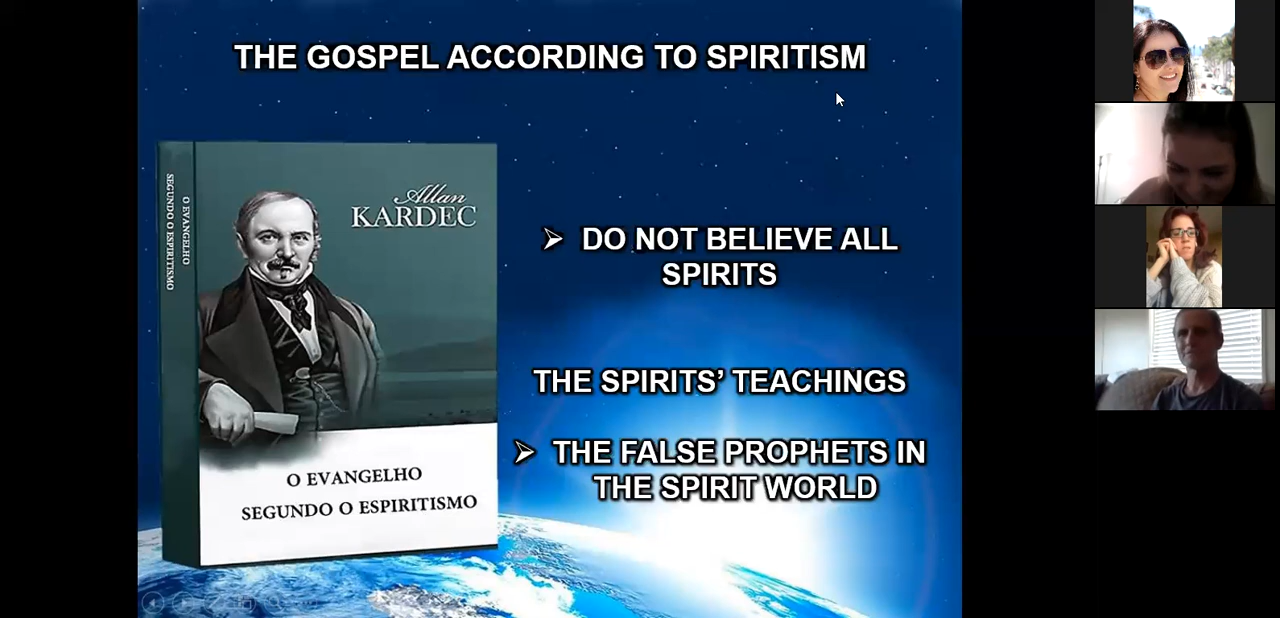 THE GOSPEL ACCORDING TO SPIRITISM
O EVANGELHO
SEGUNDO O ESPIRITISMO
Allan
KARDEC
O EVANGELHO
SEGUNDO O ESPIRITISMO
➢ DO NOT BELIEVE ALL
SPIRITS
THE SPIRITS’ TEACHINGS
➢ THE FALSE PROPHETS IN
THE SPIRIT WORLD